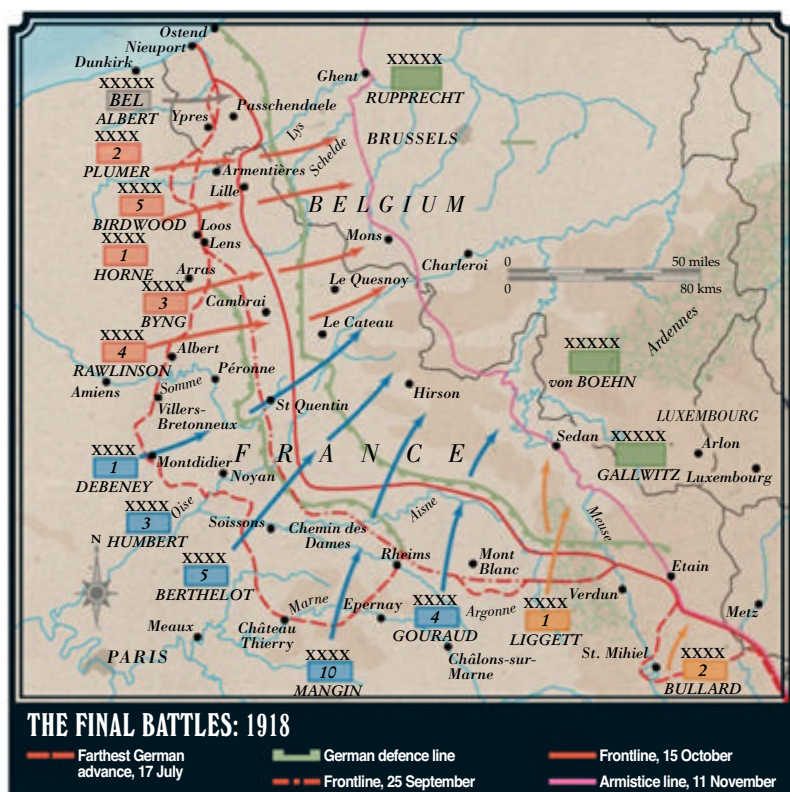 Ostend
Nieuport
Dunkirk
XXXXX
BEL
ALBERT
Ypres
Passchendaele
Ghent
XXXXX
RUPPRECHT
BRUSSELS
Lys
Schelde
XXXX
2
PLUMER
Armentières
Lille
XXXX
5
BIRDWOOD
BELGIUM
Loos
Lens
XXXX
1
HORNE
Mons
Charleroi
0 50 miles
0 80 kms
Arras
XXXX
3
BYNG
Cambrai
Le Quesnoy
Le Cateau
Ardennes
XXXX
4
RAWLINSON
Albert
Amiens
Somme
Péronne
Villers-
Bretonneux
St Quentin
Hirson
XXXXX
von BOEHN
LUXEMBOURG
Sedan
XXXXX
GALLWITZ
Arlon
Luxembourg
FRANCE
XXXX
1
DEBENEY
Montdidier
Noyan
XXXX
3
HUMBERT
Oise
Soissons
Chemin des
Dames
Aisne
Meuse
N
XXXX
5
BERTHELOT
Rheims
Mont
Blanc
Etain
Verdun
Metz
Marne
Epernay
XXXX
4
GOURAUD
Argonne
XXXX
1
LIGGETT
Meaux
Château
Thierry
PARIS
XXXX
10
MANGIN
Châlons-sur-
Marne
St. Mihiel
XXXX
2
BULLARD
THE FINAL BATTLES: 1918
Farthest German
advance, 17 July
German defence line
Frontline, 25 September
Frontline, 15 October
Armistice line, 11 November